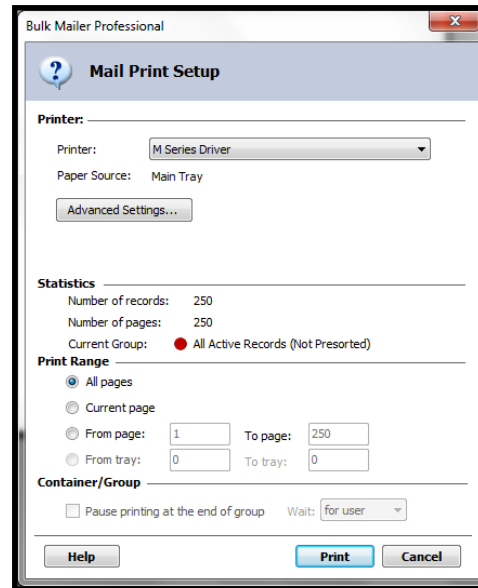 Bulk Mailer Professional
Mail Print Setup
Printer:
Printer: M Series Driver
Paper Source: Main Tray
Advanced Settings...
Statistics
Number of records: 250
Number of pages: 250
Current Group: All Active Records (Not Presorted)
Print Range
All pages
Current page
From page: 1 To page: 250
From tray: 0 To tray: 0
Container/Group
Pause printing at the end of group Wait: for user
Help Print Cancel